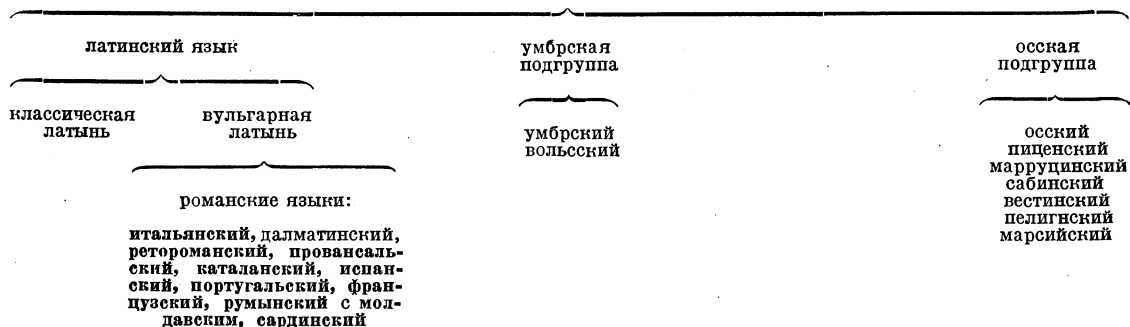 латинский язык
умбрская
подгруппа
осская
подгруппа
классическая
латынь
вульгарная
латынь
умбрский
вольсский
осский
пиценский
марруцинский
сабинский
вестинский
пелигнский
марсийский
романские языки:
итальянский, далматинский,
ретороманский, провансаль-
ский, каталанский, испан-
ский, португальский, фран-
цузский, румынский с мол-
давским, сардинский